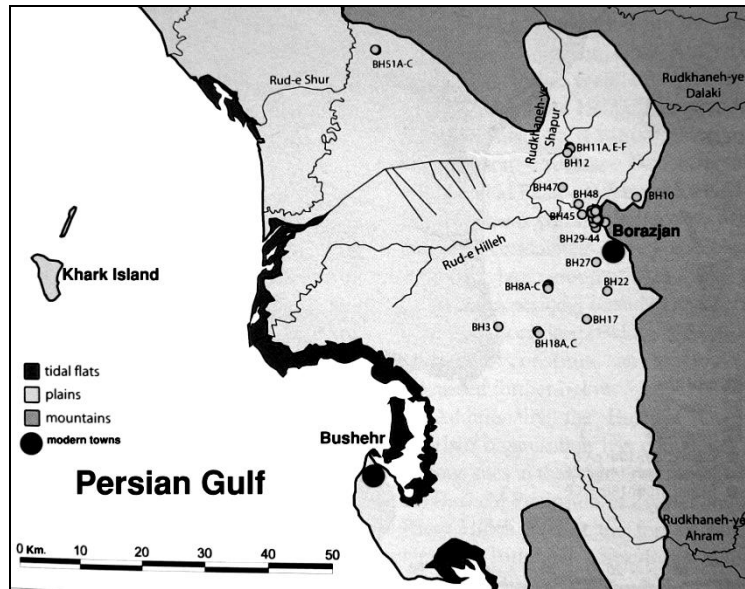 Rud-e Shur
BH51A-C
Rudkhaneh-ye
Dalaki
Rudkhaneh-ye
Shapur
BH11A, E-F
BH12
BH47
BH48
BH10
BH45
BH29-44
Borazjan
Rud-e Hilleh
Khark Island
BH27
BH8A-C
BH22
BH3
BH17
BH18A, C
tidal flats
plains
mountains
modern towns
Bushehr
Persian Gulf
Rudkhaneh-ye
Ahram
0 Km. 10 20 30 40 50